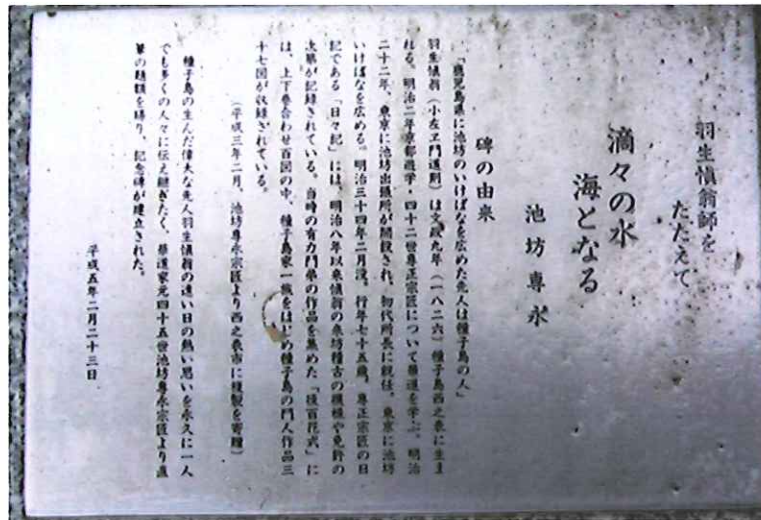 羽生慎翁師を
たたえて
滴々の水
海となる
池坊専永
碑の由来
「鹿児島県に池坊のいけばなを広めた先人は種子島の人」
羽生慎翁（小左エ門道則）は文政九年（一八二六）種子島西之表に生ま
れる。明治二年京都遊学・四十二世専正宗匠について華道を学ぶ。明治
二十二年、東京に池坊出張所が開設され、初代所長に就任。東京に池坊
いけばなを広める。明治三十四年二月没。行年七十五歳。専正宗匠の日
記である「日々記」には、明治八年以来慎翁の来坊稽古の模様や免許の
次第が記録されている。当時の有力門弟の作品を集めた「後百花式」に
は、上下巻合わせ百図の中、種子島家一族をはじめ種子島の門人作品三
十七図が収録されている。
（平成三年二月、池坊専永宗匠より西之表市に複製を寄贈）
種子島の生んだ偉大な先人羽生慎翁の遠い日の熱い思いを永久に一人
でも多くの人々に伝え継ぎたく、華道家元四十五世池坊専永宗匠より直
筆の題額を賜り、記念碑が建立された。
平成五年二月二十三日